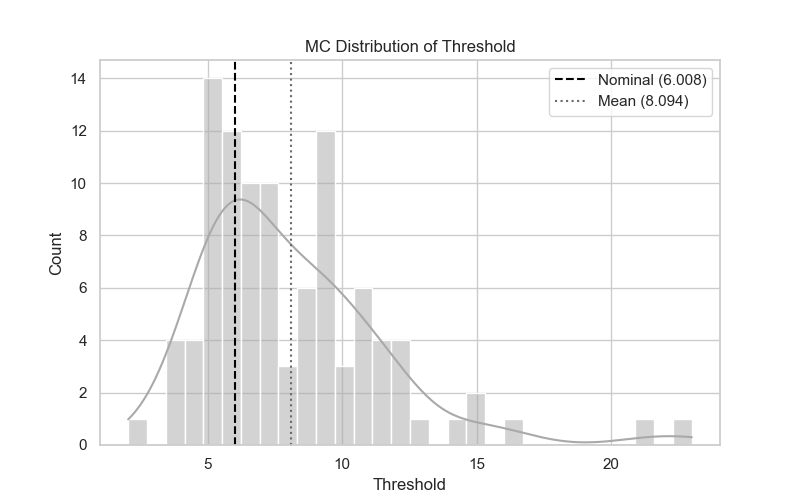 MC Distribution of Threshold
Nominal (6.008)
Mean (8.094)
Count
14
12
10
8
6
4
2
0
5
10
15
20
Threshold